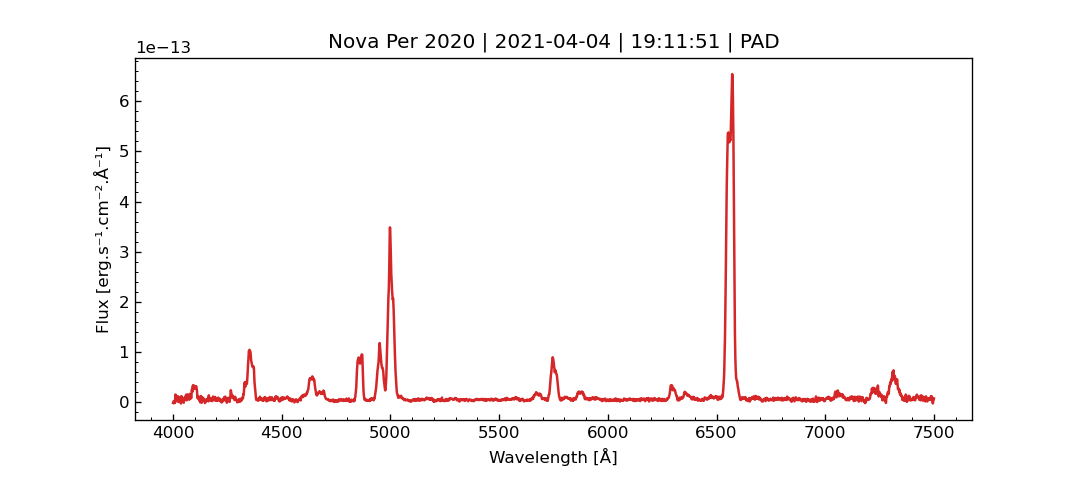 Nova Per 2020 | 2021-04-04 | 19:11:51 | PAD
1e−13
6
5
4
3
2
1
0
Flux [erg.s⁻¹.cm⁻².Å⁻¹]
4000 4500 5000 5500 6000 6500 7000 7500
Wavelength [Å]